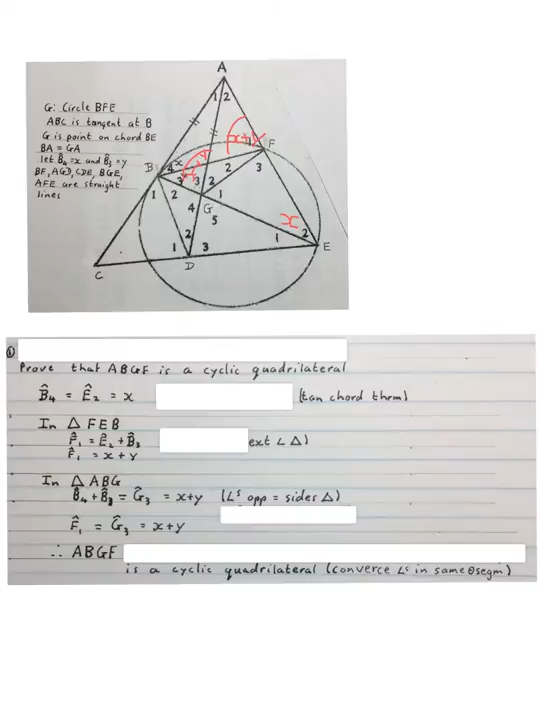 A
1 2
G: Circle BFE
ABC is tangent at B
G is point on chord BE
BA = GA
let B̂₄ = x and B̂₃ = y
BF, AGD, CDE, BGE,
AFE are straight
lines
x+y
F
B 4 x
3 3 2 2 3
1 2
G 1
4
5
x
2
1 2
E
1 3
D
C
①
Prove that ABGF is a cyclic quadrilateral
B̂₄ = Ê₂ = x (tan chord thrm)
In △ FEB
F̂₁ = Ê₂ + B̂₃ ext ∠ △)
F̂₁ = x + y
In △ ABG
B̂₄ + B̂₃ = Ĝ₃ = x+y (∠ˢ opp = sides △)
F̂₁ = Ĝ₃ = x+y
∴ ABGF
is a cyclic quadrilateral (converce ∠ˢ in same θsegm)